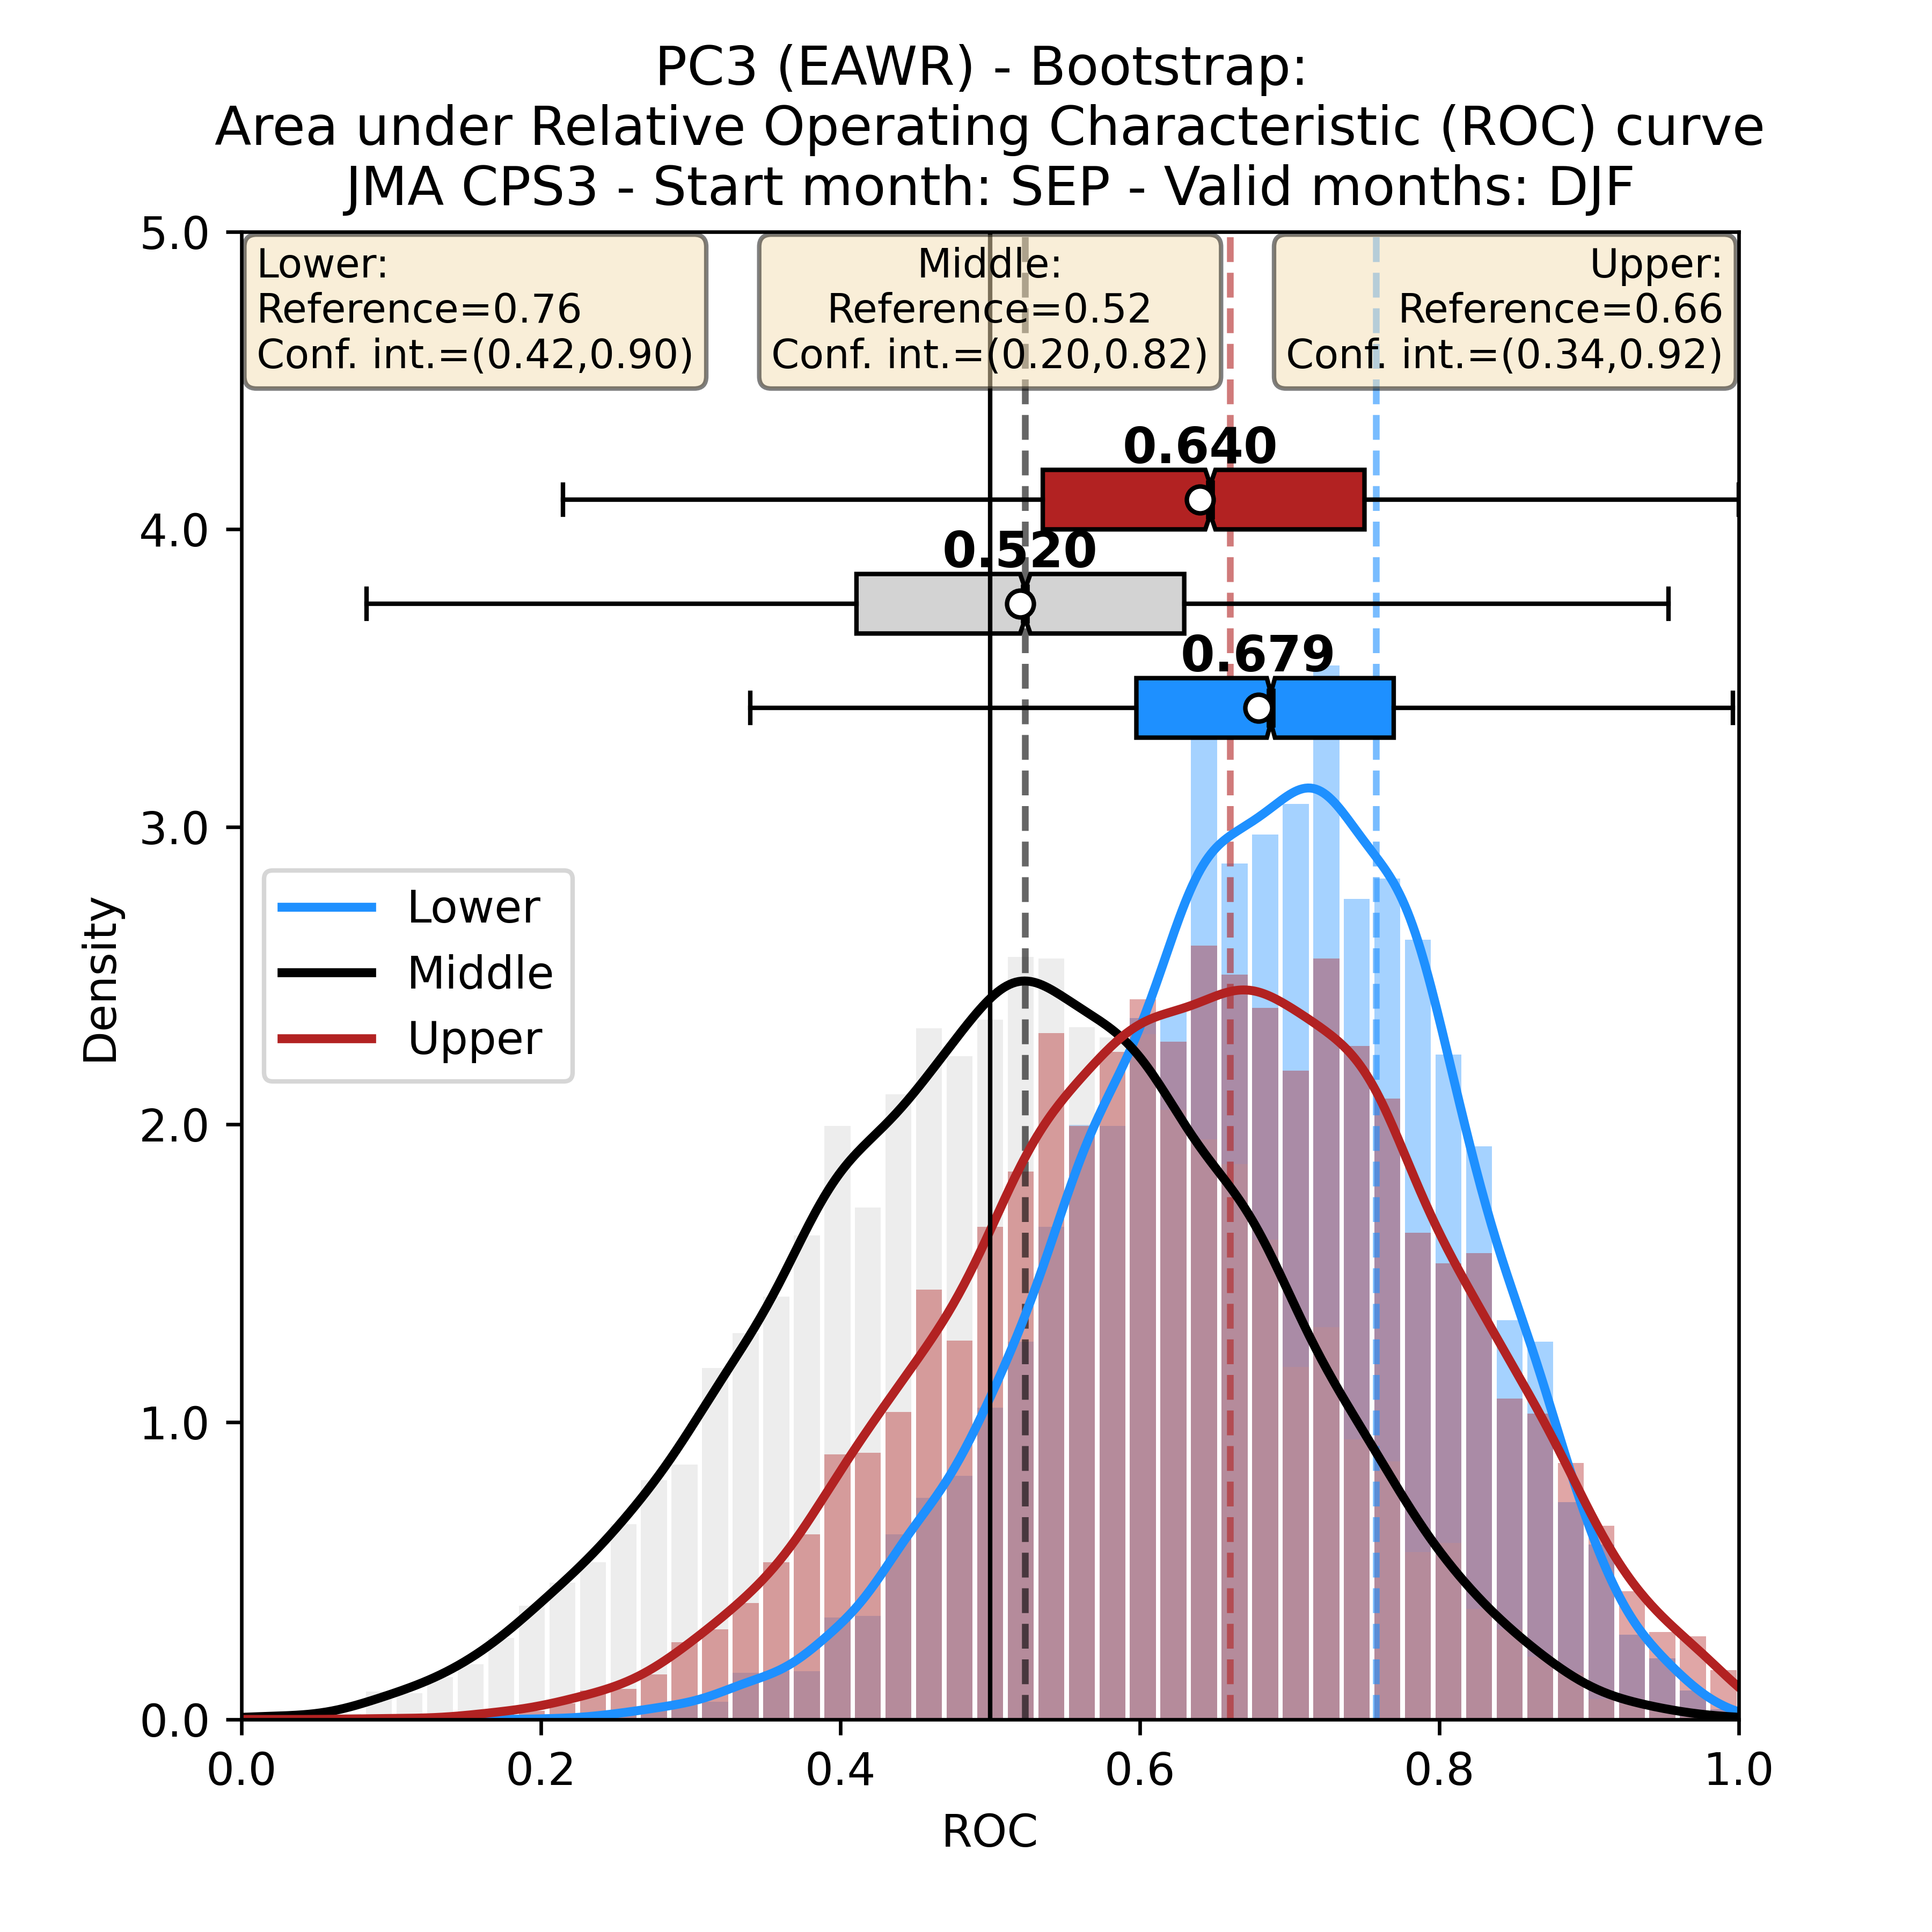 PC3 (EAWR) - Bootstrap:
Area under Relative Operating Characteristic (ROC) curve
JMA CPS3 - Start month: SEP - Valid months: DJF
Lower:
Reference=0.76
Conf. int.=(0.42,0.90)
Middle:
Reference=0.52
Conf. int.=(0.20,0.82)
Upper:
Reference=0.66
Conf. int.=(0.34,0.92)
0.640
0.520
0.679
Lower
Middle
Upper
Density
5.0
4.0
3.0
2.0
1.0
0.0
0.0 0.2 0.4 0.6 0.8 1.0
ROC